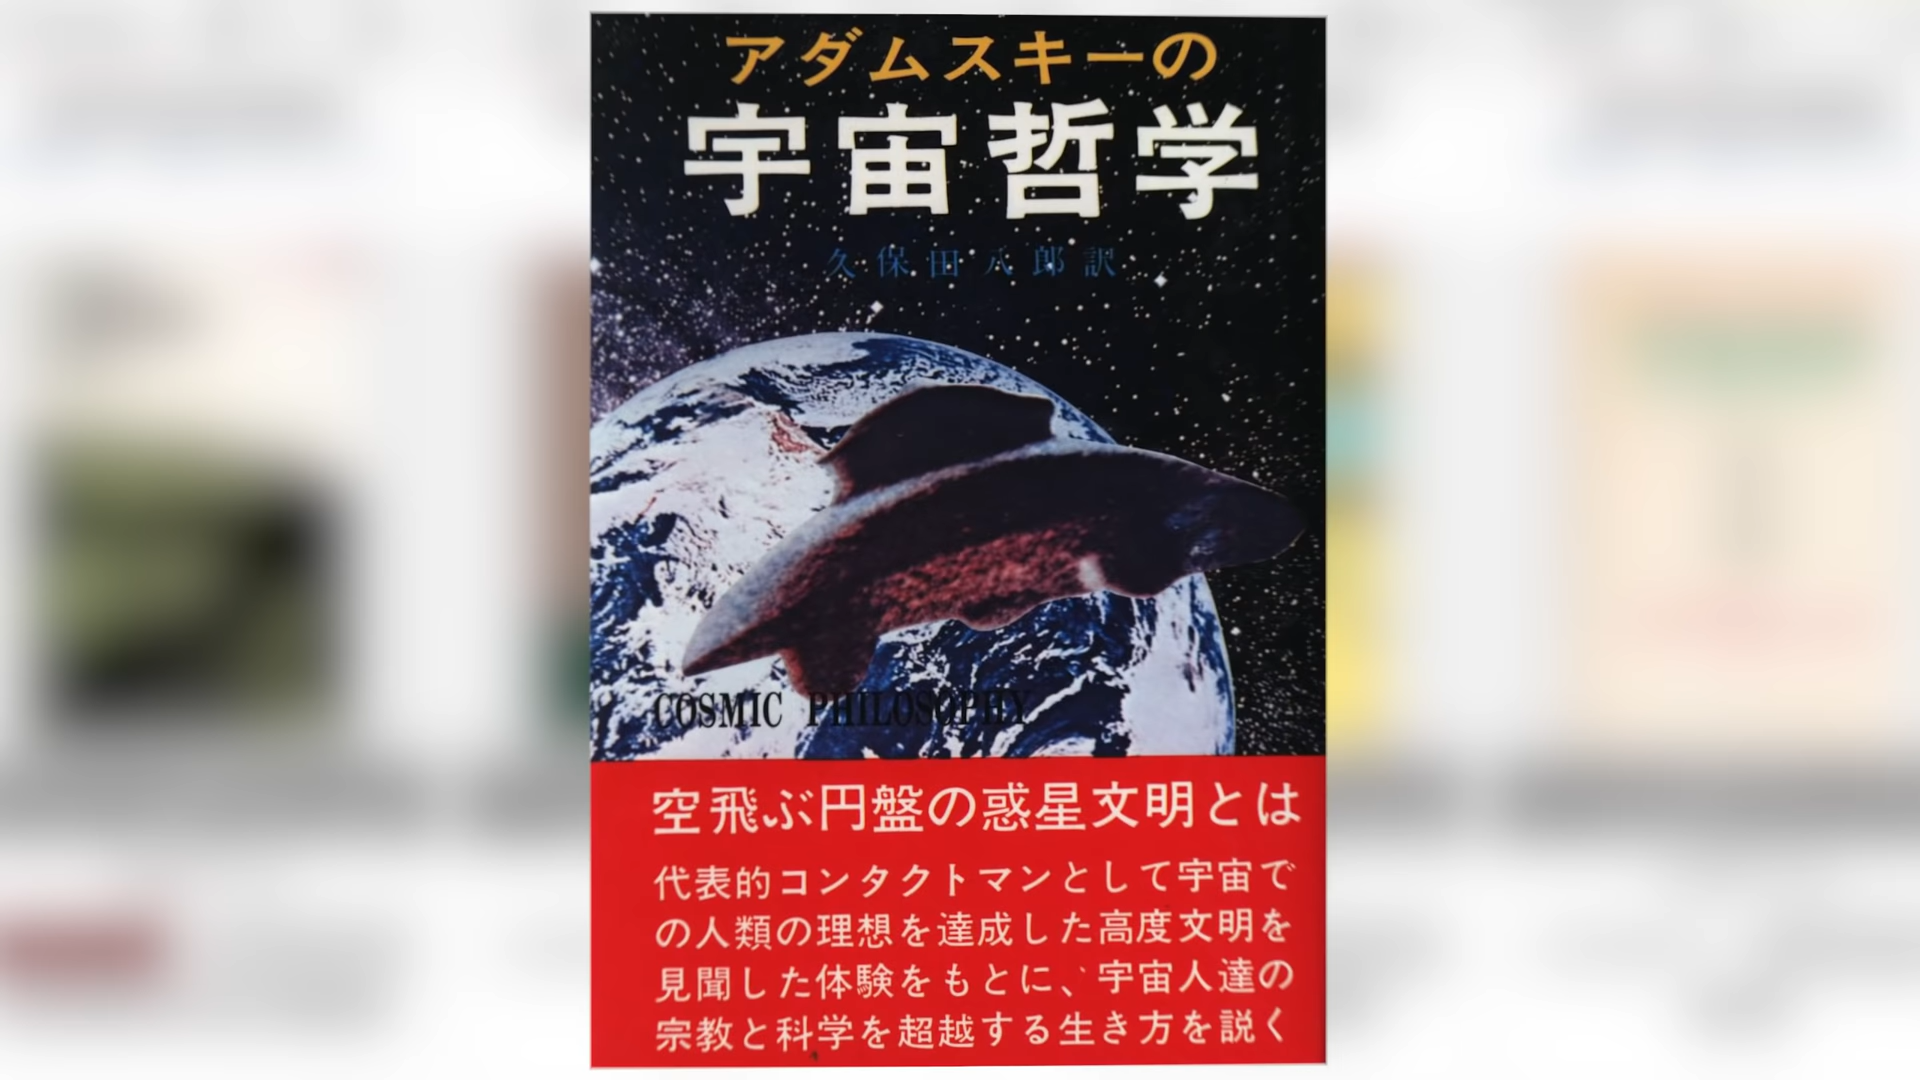 アダムスキーの
宇宙哲学
久保田八郎訳
COSMIC PHILOSOPHY
空飛ぶ円盤の惑星文明とは
代表的コンタクトマンとして宇宙で
の人類の理想を達成した高度文明を
見聞した体験をもとに、宇宙人達の
宗教と科学を超越する生き方を説く